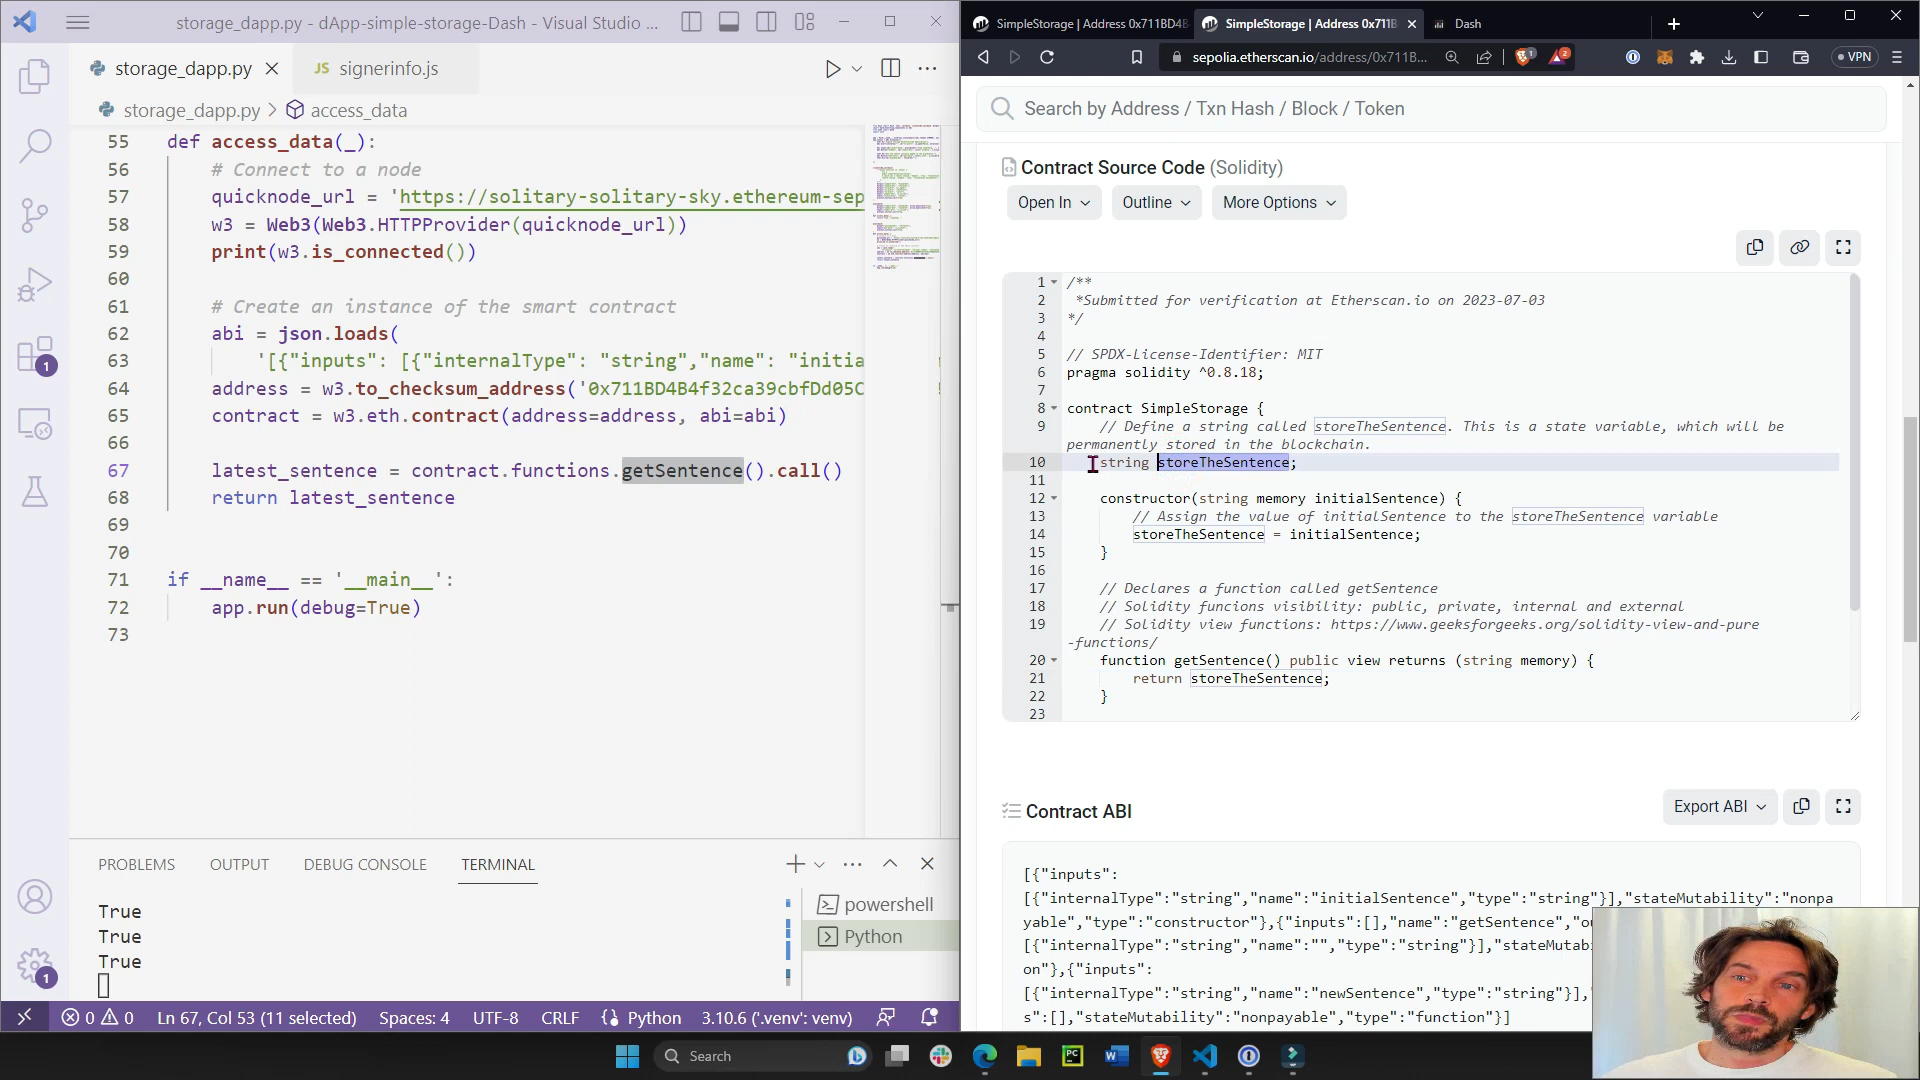 storage_dapp.py - dApp-simple-storage-Dash - Visual Studio ...
storage_dapp.py
JS signerinfo.js
storage_dapp.py > access_data
55 def access_data(_):
56 # Connect to a node
57 quicknode_url = 'https://solitary-solitary-sky.ethereum-sep
58 w3 = Web3(Web3.HTTPProvider(quicknode_url))
59 print(w3.is_connected())
60
61 # Create an instance of the smart contract
62 abi = json.loads(
63 '[{"inputs": [{"internalType": "string","name": "initia
64 address = w3.to_checksum_address('0x711BD4B4f32ca39cbfDd05C
65 contract = w3.eth.contract(address=address, abi=abi)
66
67 latest_sentence = contract.functions.getSentence().call()
68 return latest_sentence
69
70
71 if __name__ == '__main__':
72 app.run(debug=True)
73
PROBLEMS OUTPUT DEBUG CONSOLE TERMINAL
True
True
True
powershell
Python
1
1
0 0 Ln 67, Col 53 (11 selected) Spaces: 4 UTF-8 CRLF Python 3.10.6 ('.venv': venv)
SimpleStorage | Address 0x711BD4B
SimpleStorage | Address 0x711B
Dash
sepolia.etherscan.io/address/0x711B...
1
2
VPN
Search by Address / Txn Hash / Block / Token
Contract Source Code (Solidity)
Open In
Outline
More Options
1 /**
2 *Submitted for verification at Etherscan.io on 2023-07-03
3 */
4
5 // SPDX-License-Identifier: MIT
6 pragma solidity ^0.8.18;
7
8 contract SimpleStorage {
9 // Define a string called storeTheSentence. This is a state variable, which will be
permanently stored in the blockchain.
10 string storeTheSentence;
11
12 constructor(string memory initialSentence) {
13 // Assign the value of initialSentence to the storeTheSentence variable
14 storeTheSentence = initialSentence;
15 }
16
17 // Declares a function called getSentence
18 // Solidity funcions visibility: public, private, internal and external
19 // Solidity view functions: https://www.geeksforgeeks.org/solidity-view-and-pure
-functions/
20 function getSentence() public view returns (string memory) {
21 return storeTheSentence;
22 }
23
Contract ABI
Export ABI
[{"inputs":
[{"internalType":"string","name":"initialSentence","type":"string"}],"stateMutability":"nonpa
yable","type":"constructor"},{"inputs":[],"name":"getSentence","ou
[{"internalType":"string","name":"","type":"string"}],"stateMutabi
on"},{"inputs":
[{"internalType":"string","name":"newSentence","type":"string"}],"
s":[],"stateMutability":"nonpayable","type":"function"}]
Search